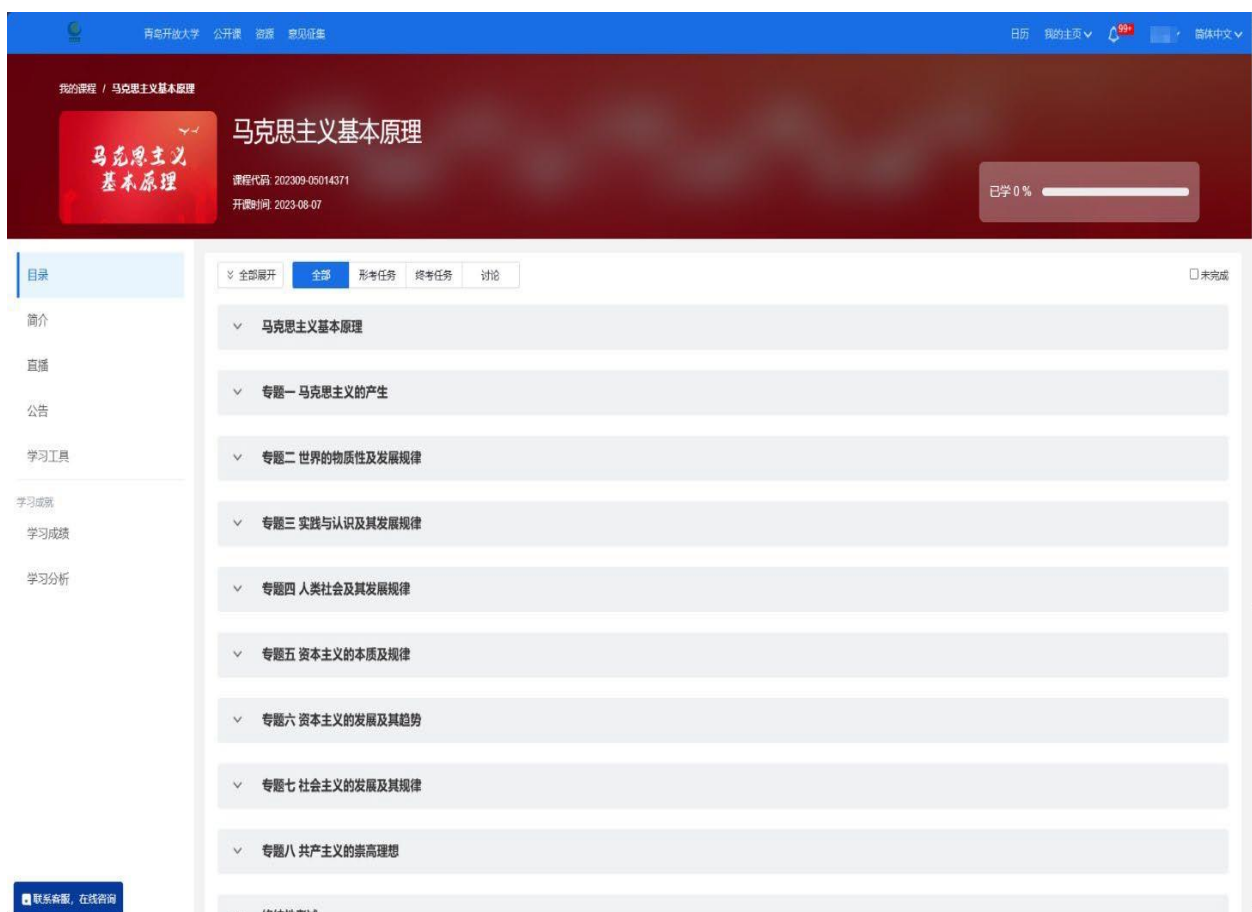 青岛开放大学 公开课 资源 意见征集
日历 我的主页 99+ 简体中文
我的课程 / 马克思主义基本原理
马克思主义
基本原理
马克思主义基本原理
课程代码: 202309-05014371
开课时间: 2023-08-07
已学 0 %
目录
简介
直播
公告
学习工具
学习成就
学习成绩
学习分析
全部展开 全部 形考任务 终考任务 讨论
未完成
马克思主义基本原理
专题一 马克思主义的产生
专题二 世界的物质性及发展规律
专题三 实践与认识及其发展规律
专题四 人类社会及其发展规律
专题五 资本主义的本质及规律
专题六 资本主义的发展及其趋势
专题七 社会主义的发展及其规律
专题八 共产主义的崇高理想
联系客服，在线咨询